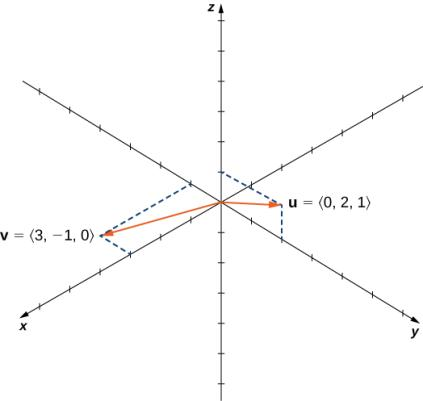 z
u = ⟨0, 2, 1⟩
v = ⟨3, −1, 0⟩
x
y